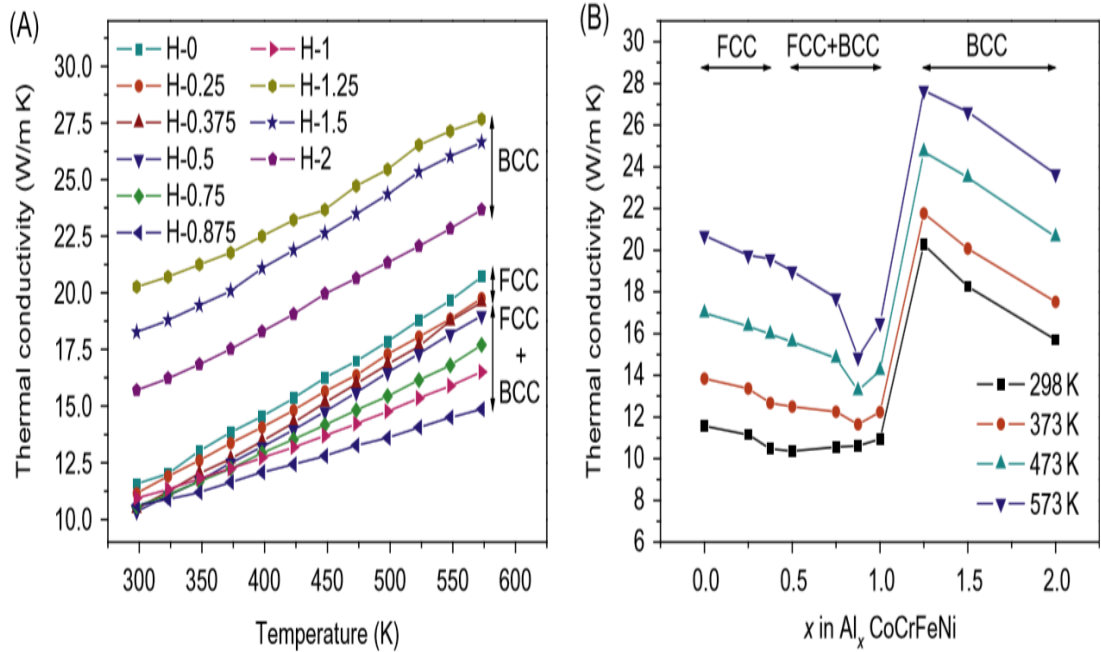 (A)
Thermal conductivity (W/m K)
30.0
27.5
25.0
22.5
20.0
17.5
15.0
12.5
10.0
H-0
H-0.25
H-0.375
H-0.5
H-0.75
H-0.875
H-1
H-1.25
H-1.5
H-2
BCC
FCC
FCC
+
BCC
300 350 400 450 500 550 600
Temperature (K)
(B)
Thermal conductivity (W/m K)
30
28
26
24
22
20
18
16
14
12
10
8
6
FCC FCC+BCC BCC
298 K
373 K
473 K
573 K
0.0 0.5 1.0 1.5 2.0
x in Alx CoCrFeNi